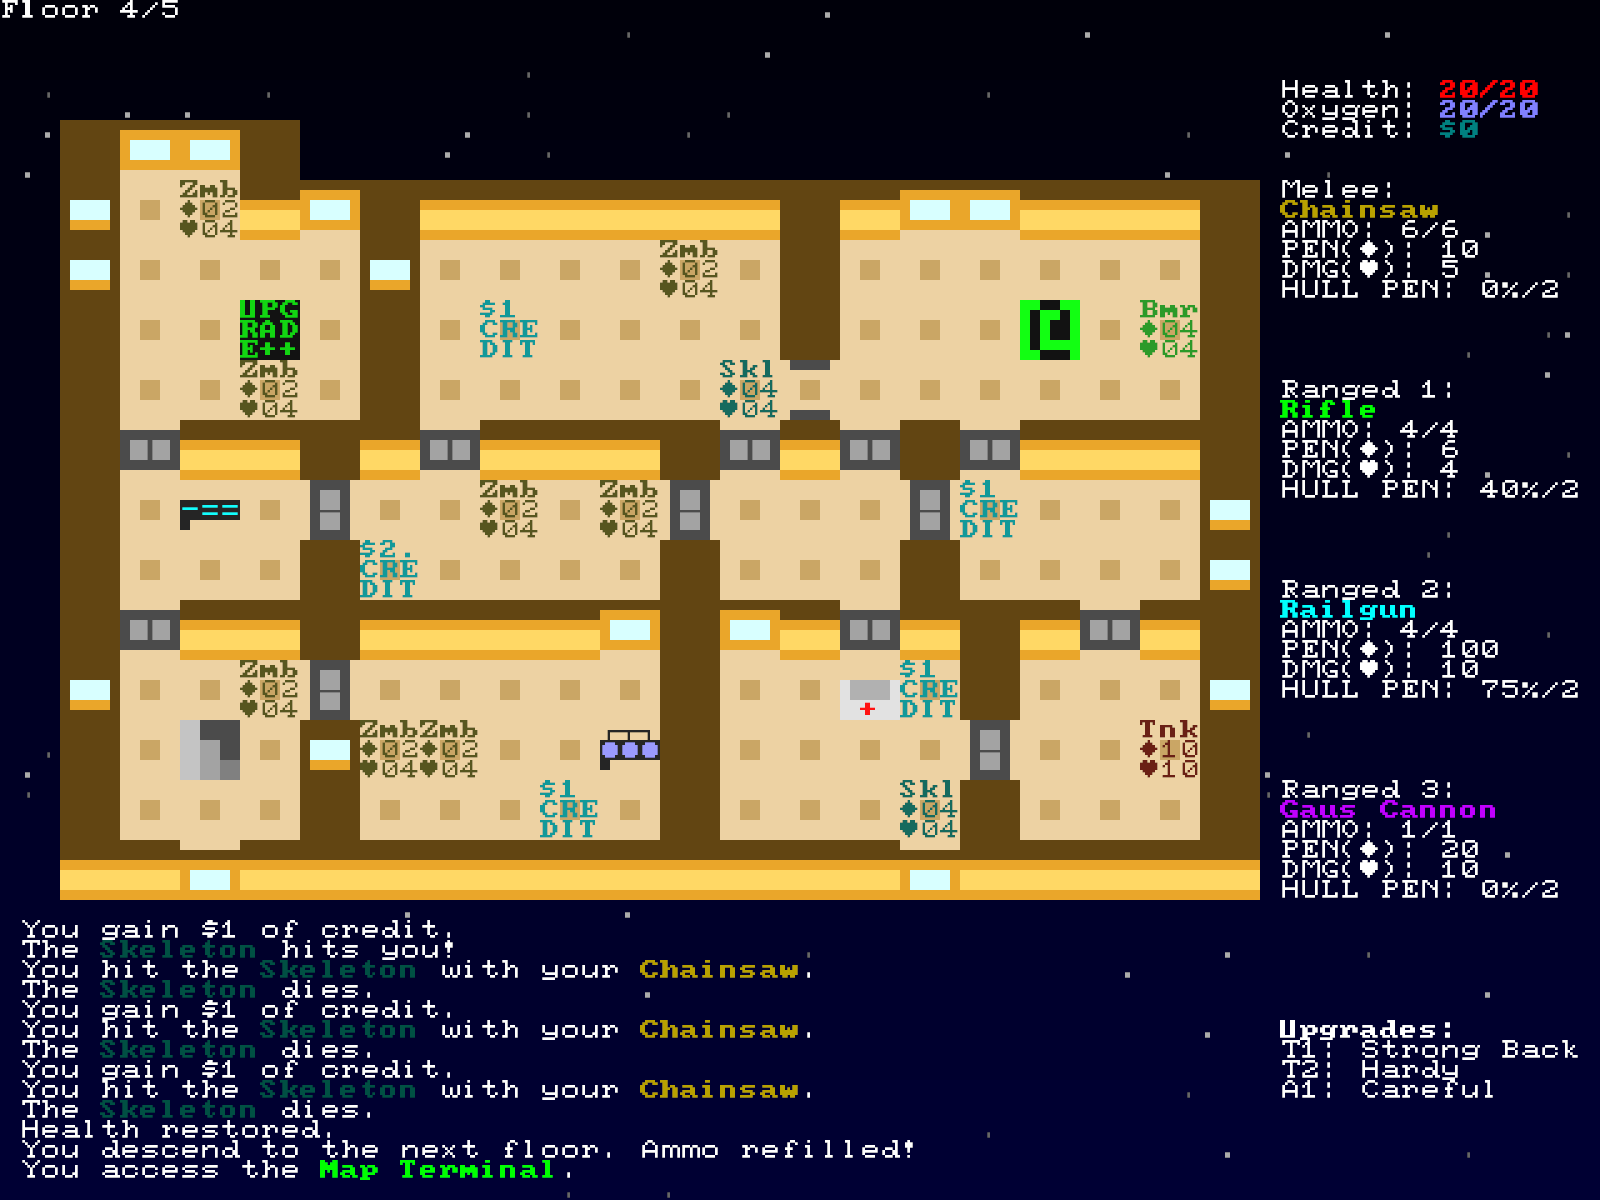 Floor 4/5
Health: 20/20
Oxygen: 20/20
Credit: $0
Melee:
Chainsaw
AMMO: 6/6
PEN(♦): 10
DMG(♥): 5
HULL PEN: 0%/2
Ranged 1:
Rifle
AMMO: 4/4
PEN(♦): 6
DMG(♥): 4
HULL PEN: 40%/2
Ranged 2:
Railgun
AMMO: 4/4
PEN(♦): 100
DMG(♥): 10
HULL PEN: 75%/2
Ranged 3:
Gaus Cannon
AMMO: 1/1
PEN(♦): 20
DMG(♥): 10
HULL PEN: 0%/2
Upgrades:
T1: Strong Back
T2: Hardy
A1: Careful
Zmb
♦02
♥04
Zmb
♦02
♥04
UPG
RAD
E++
$1
CRE
DIT
Bmr
♦04
♥04
Zmb
♦02
♥04
Skl
♦04
♥04
Zmb
♦02
♥04
Zmb
♦02
♥04
$1
CRE
DIT
$2.
CRE
DIT
Zmb
♦02
♥04
$1
CRE
DIT
Zmb
♦02
♥04
Zmb
♦02
♥04
Tnk
♦10
♥10
$1
CRE
DIT
Skl
♦04
♥04
You gain $1 of credit.
The Skeleton hits you!
You hit the Skeleton with your Chainsaw.
The Skeleton dies.
You gain $1 of credit.
You hit the Skeleton with your Chainsaw.
The Skeleton dies.
You gain $1 of credit.
You hit the Skeleton with your Chainsaw.
The Skeleton dies.
Health restored.
You descend to the next floor. Ammo refilled!
You access the Map Terminal.